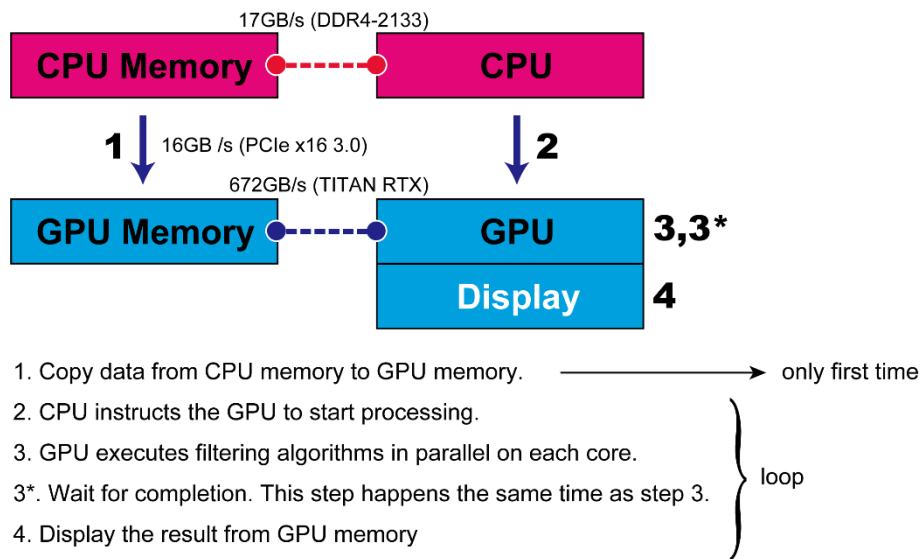 17GB/s (DDR4-2133)
CPU Memory
CPU
1
16GB /s (PCIe x16 3.0)
2
672GB/s (TITAN RTX)
GPU Memory
GPU
3,3*
Display
4
1. Copy data from CPU memory to GPU memory.
only first time
2. CPU instructs the GPU to start processing.
3. GPU executes filtering algorithms in parallel on each core.
3*. Wait for completion. This step happens the same time as step 3.
loop
4. Display the result from GPU memory